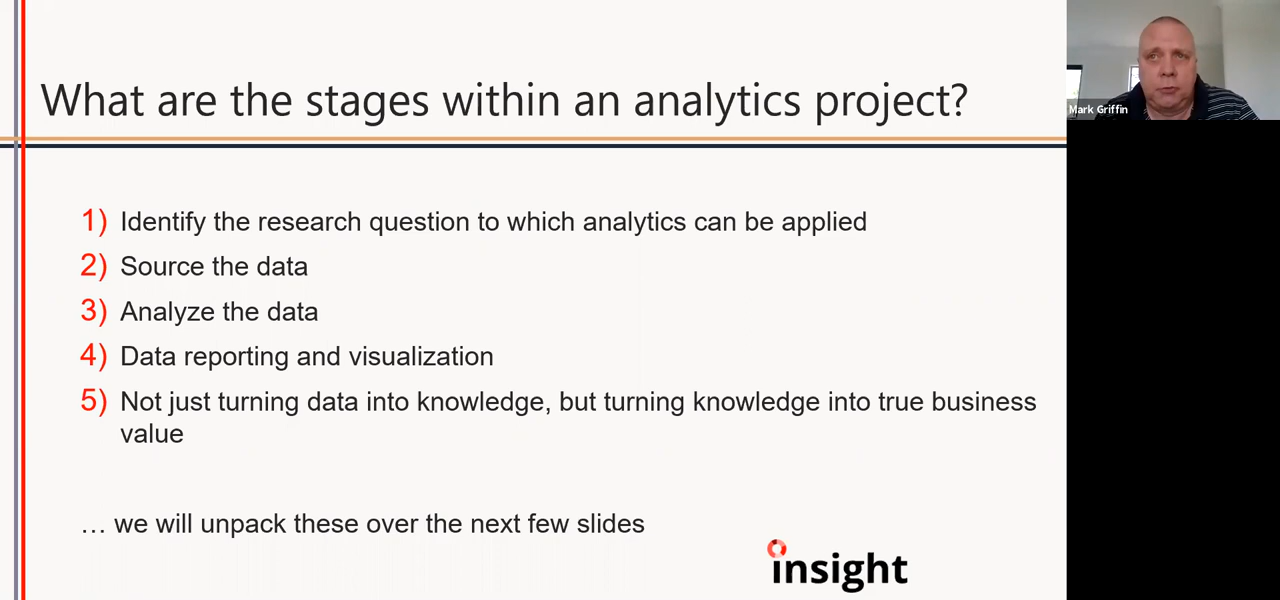 What are the stages within an analytics project?
Mark Griffin
1) Identify the research question to which analytics can be applied
2) Source the data
3) Analyze the data
4) Data reporting and visualization
5) Not just turning data into knowledge, but turning knowledge into true business
value
… we will unpack these over the next few slides
insight